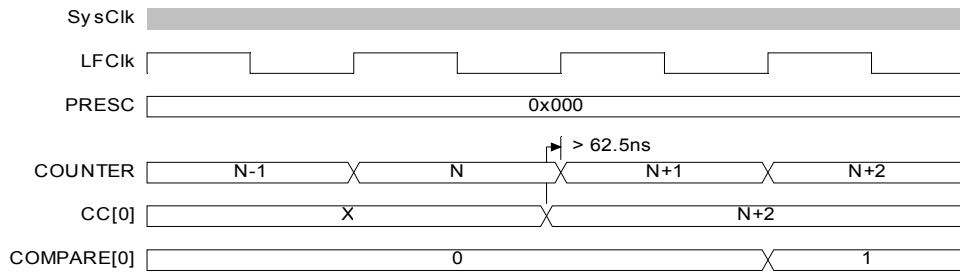 SysClk
LFClk
PRESC 0x000
> 62.5ns
COUNTER N-1 N N+1 N+2
CC[0] X N+2
COMPARE[0] 0 1